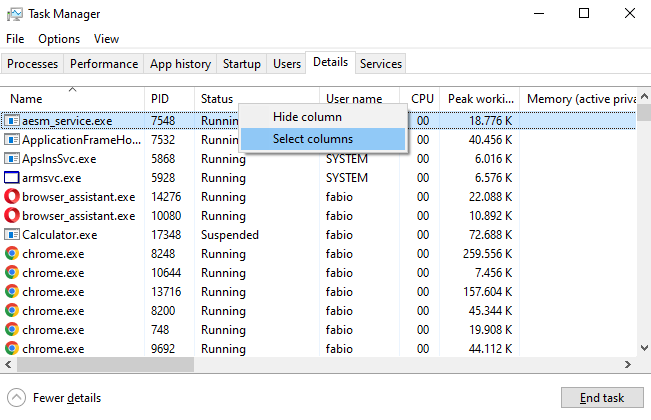 Task Manager
File Options View
Processes Performance App history Startup Users Details Services
Name PID Status User name CPU Peak worki... Memory (active priva
aesm_service.exe 7548 Running 00 18.776 K
Hide column
ApplicationFrameHo... 7532 Running 00 40.456 K
Select columns
ApsInsSvc.exe 5868 Running SYSTEM 00 6.016 K
armsvc.exe 5928 Running SYSTEM 00 6.576 K
browser_assistant.exe 14276 Running fabio 00 22.088 K
browser_assistant.exe 10080 Running fabio 00 10.892 K
Calculator.exe 17348 Suspended fabio 00 72.688 K
chrome.exe 8248 Running fabio 00 259.556 K
chrome.exe 10644 Running fabio 00 7.456 K
chrome.exe 13716 Running fabio 00 157.604 K
chrome.exe 8200 Running fabio 00 45.344 K
chrome.exe 748 Running fabio 00 19.908 K
chrome.exe 9692 Running fabio 00 44.112 K
Fewer details End task